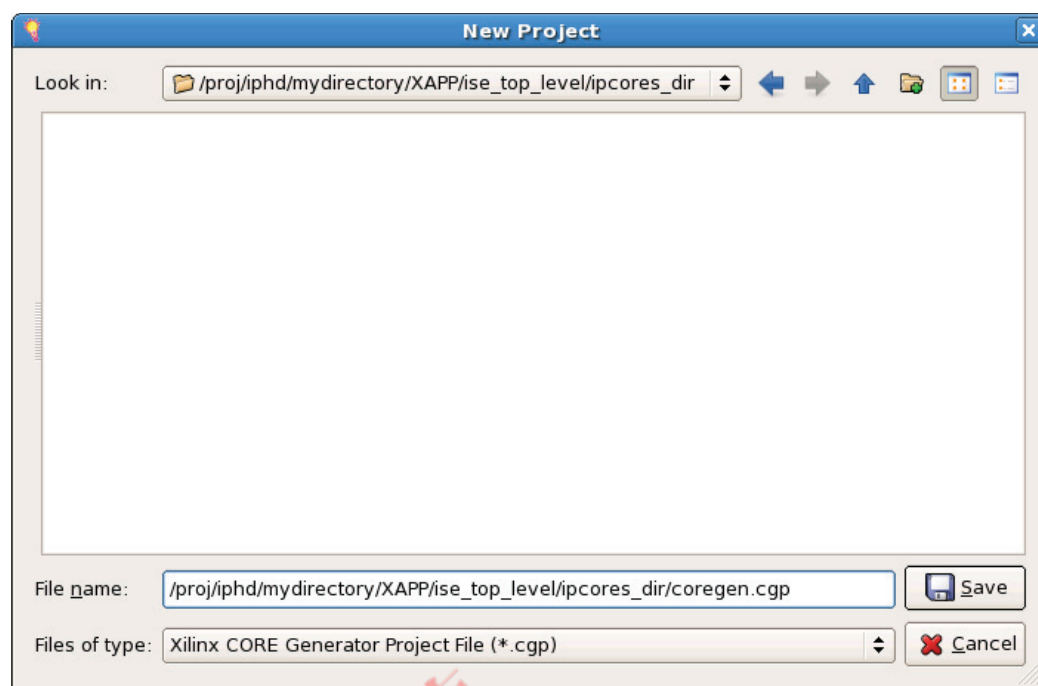 New Project
Look in: /proj/iphd/mydirectory/XAPP/ise_top_level/ipcores_dir
File name: /proj/iphd/mydirectory/XAPP/ise_top_level/ipcores_dir/coregen.cgp Save
Files of type: Xilinx CORE Generator Project File (*.cgp) Cancel